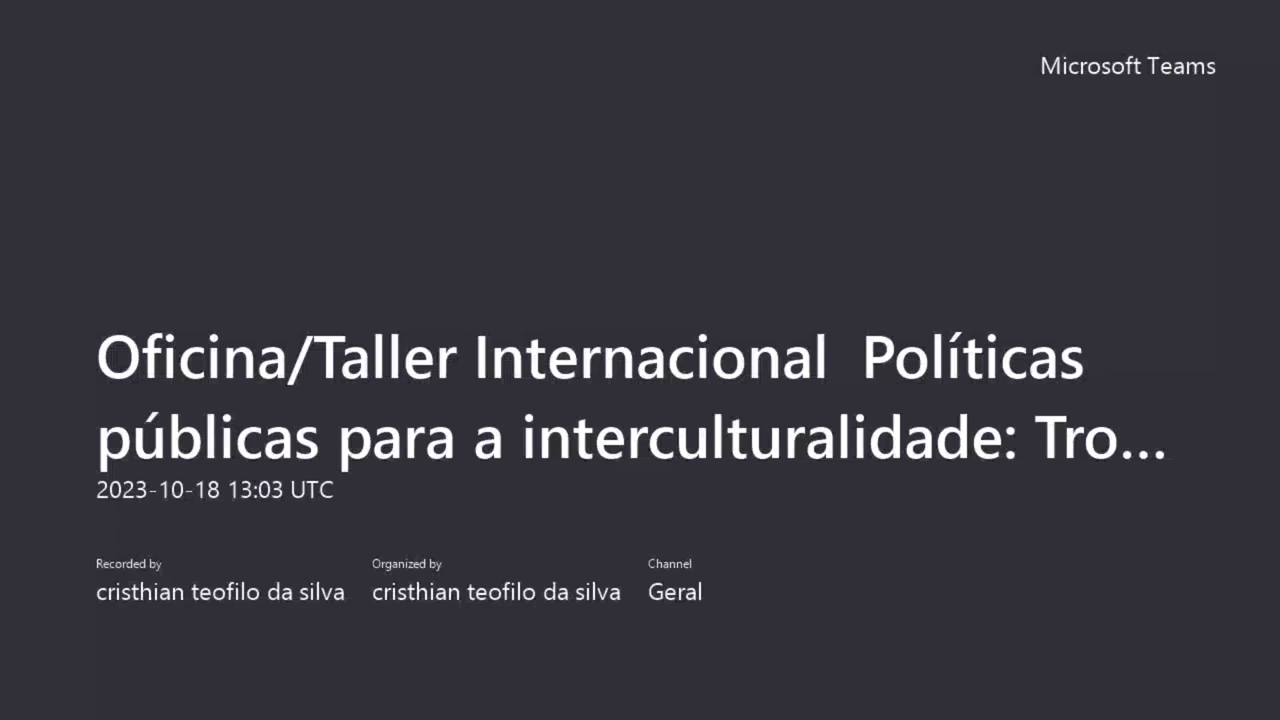 Microsoft Teams
Oficina/Taller Internacional  Políticas
públicas para a interculturalidade: Tro...
2023-10-18 13:03 UTC
Recorded by Organized by Channel
cristhian teofilo da silva cristhian teofilo da silva Geral